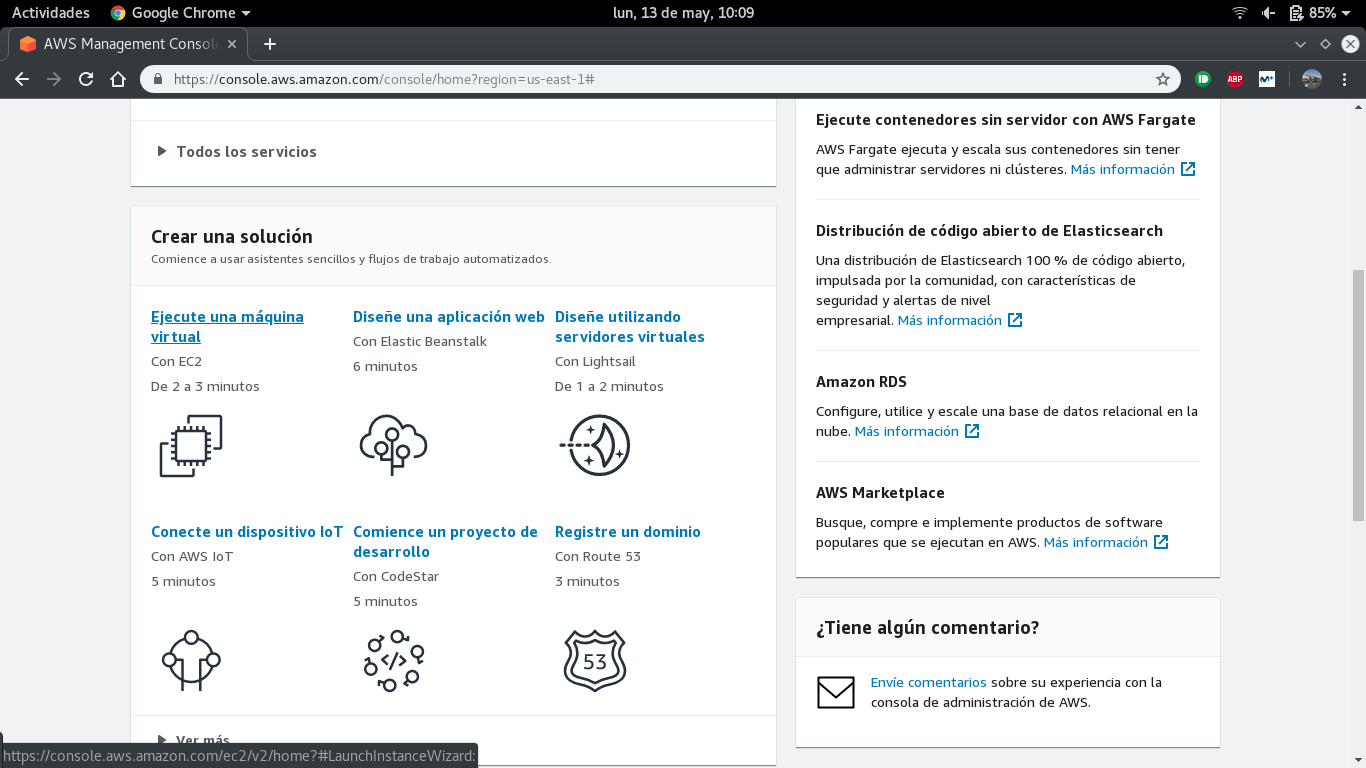 Actividades
Google Chrome
lun, 13 de may, 10:09
85%
AWS Management Consol
https://console.aws.amazon.com/console/home?region=us-east-1#
ABP
Todos los servicios
Crear una solución
Comience a usar asistentes sencillos y flujos de trabajo automatizados.
Ejecute una máquina
virtual
Con EC2
De 2 a 3 minutos
Diseñe una aplicación web
Con Elastic Beanstalk
6 minutos
Diseñe utilizando
servidores virtuales
Con Lightsail
De 1 a 2 minutos
Conecte un dispositivo IoT
Con AWS IoT
5 minutos
Comience un proyecto de
desarrollo
Con CodeStar
5 minutos
</>
Registre un dominio
Con Route 53
3 minutos
53
Ver más
Ejecute contenedores sin servidor con AWS Fargate
AWS Fargate ejecuta y escala sus contenedores sin tener
que administrar servidores ni clústeres. Más información
Distribución de código abierto de Elasticsearch
Una distribución de Elasticsearch 100 % de código abierto,
impulsada por la comunidad, con características de
seguridad y alertas de nivel
empresarial. Más información
Amazon RDS
Configure, utilice y escale una base de datos relacional en la
nube. Más información
AWS Marketplace
Busque, compre e implemente productos de software
populares que se ejecutan en AWS. Más información
¿Tiene algún comentario?
Envíe comentarios sobre su experiencia con la
consola de administración de AWS.
https://console.aws.amazon.com/ec2/v2/home?#LaunchInstanceWizard: